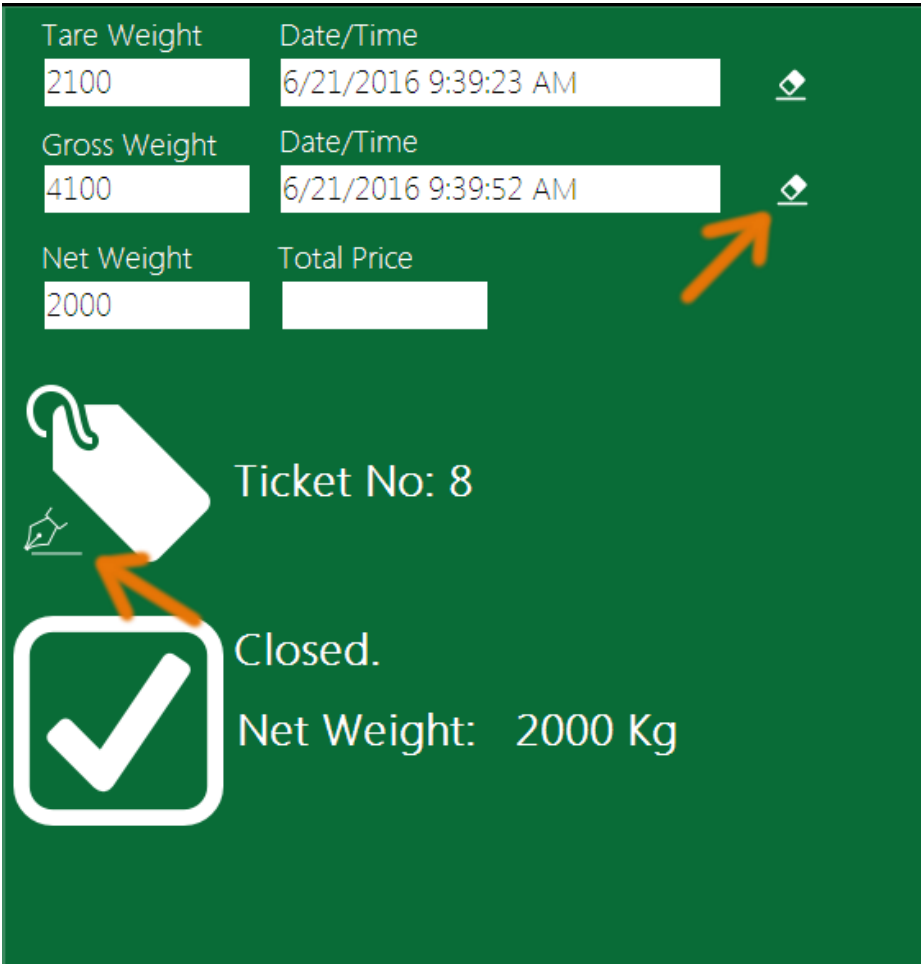 Tare Weight Date/Time
2100 6/21/2016 9:39:23 AM
Gross Weight Date/Time
4100 6/21/2016 9:39:52 AM
Net Weight Total Price
2000
Ticket No: 8
Closed.
Net Weight: 2000 Kg